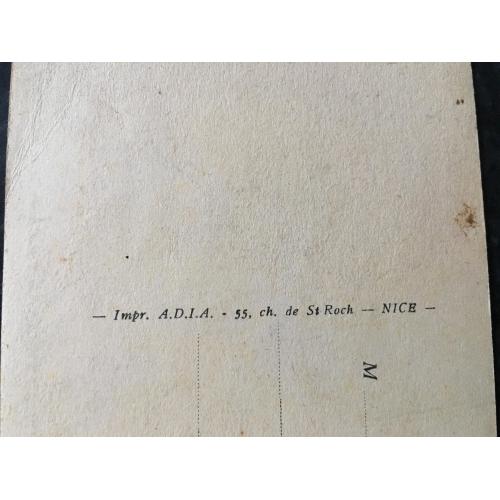 — Impr. A.D.I.A. - 55, ch. de St Roch — NICE —
M